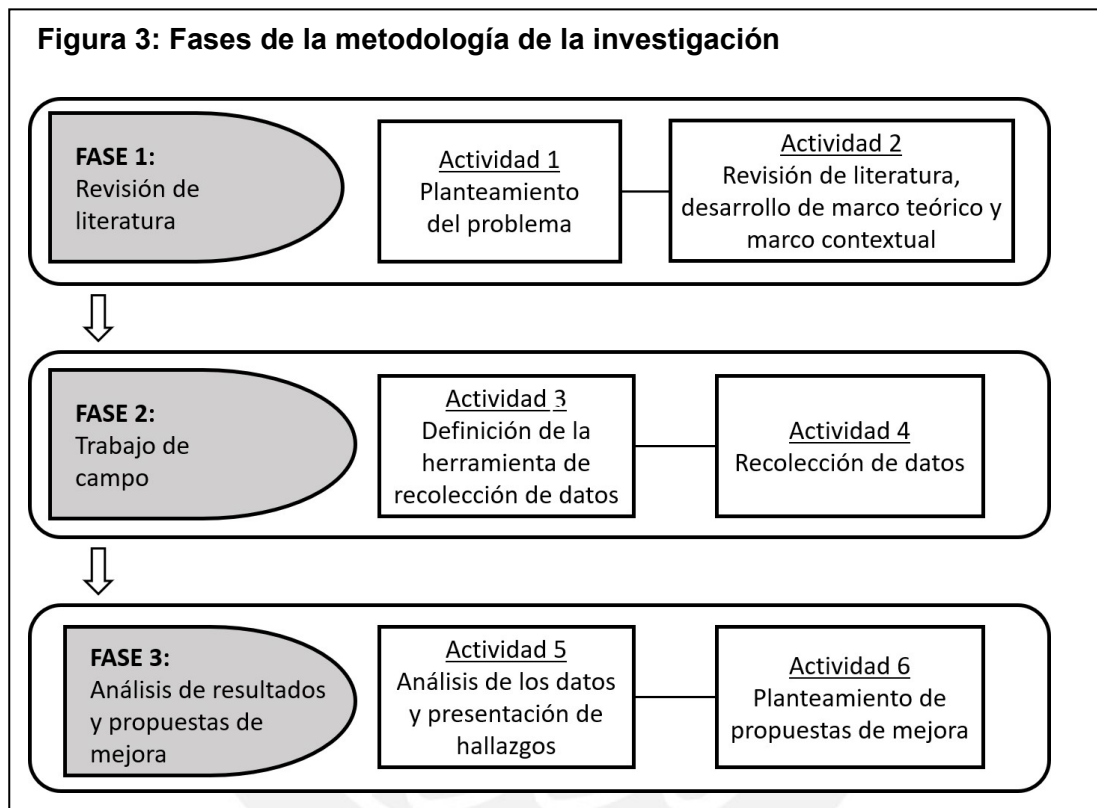 Figura 3: Fases de la metodología de la investigación
FASE 1:
Revisión de
literatura
Actividad 1
Planteamiento
del problema
Actividad 2
Revisión de literatura,
desarrollo de marco teórico y
marco contextual
FASE 2:
Trabajo de
campo
Actividad 3
Definición de la
herramienta de
recolección de datos
Actividad 4
Recolección de datos
FASE 3:
Análisis de resultados
y propuestas de
mejora
Actividad 5
Análisis de los datos
y presentación de
hallazgos
Actividad 6
Planteamiento de
propuestas de mejora